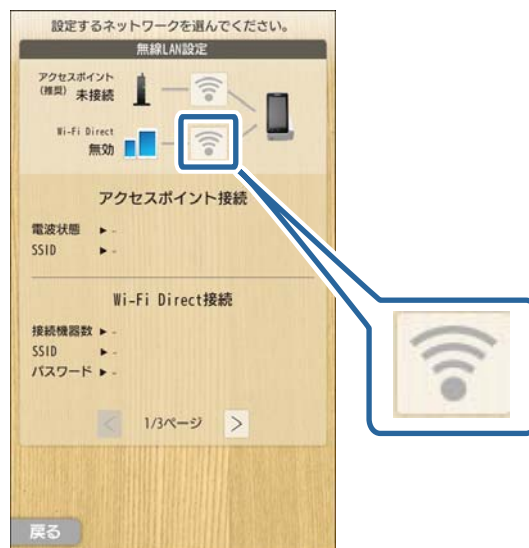 設定するネットワークを選んでください。
無線LAN設定
アクセスポイント
(推奨) 未接続
Wi-Fi Direct
無効
アクセスポイント接続
電波状態 ▶ -
SSID ▶ -
Wi-Fi Direct接続
接続機器数 ▶ -
SSID ▶ -
パスワード ▶ -
< 1/3ページ >
戻る